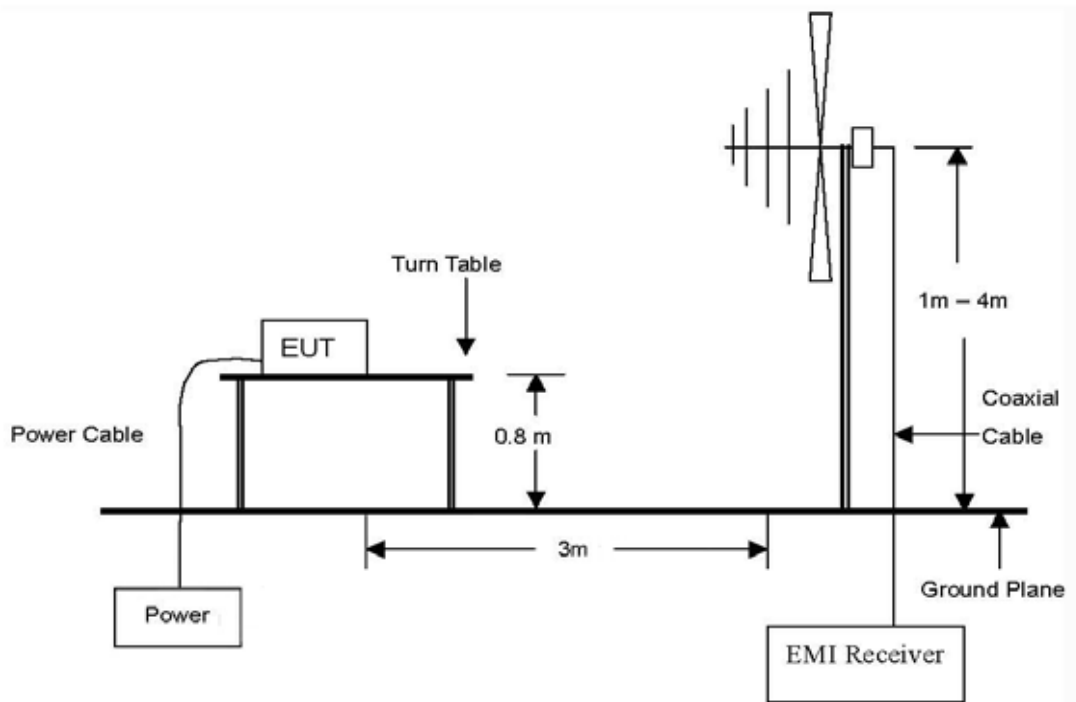 Turn Table
EUT
1m – 4m
Coaxial
Cable
Power Cable
0.8 m
3m
Ground Plane
Power
EMI Receiver